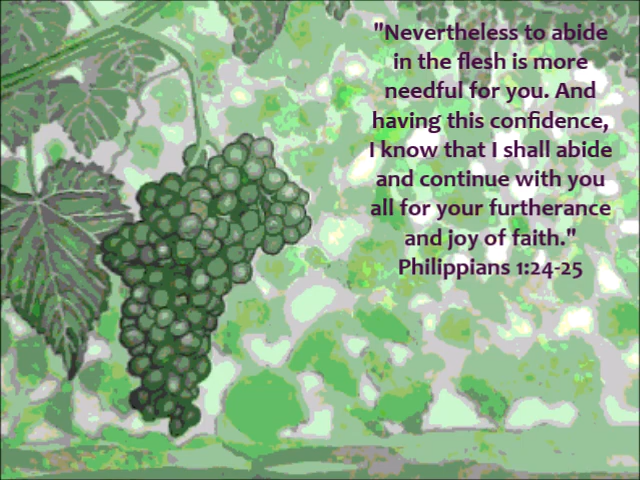 "Nevertheless to abide
in the flesh is more
needful for you. And
having this confidence,
I know that I shall abide
and continue with you
all for your furtherance
and joy of faith."
Philippians 1:24-25